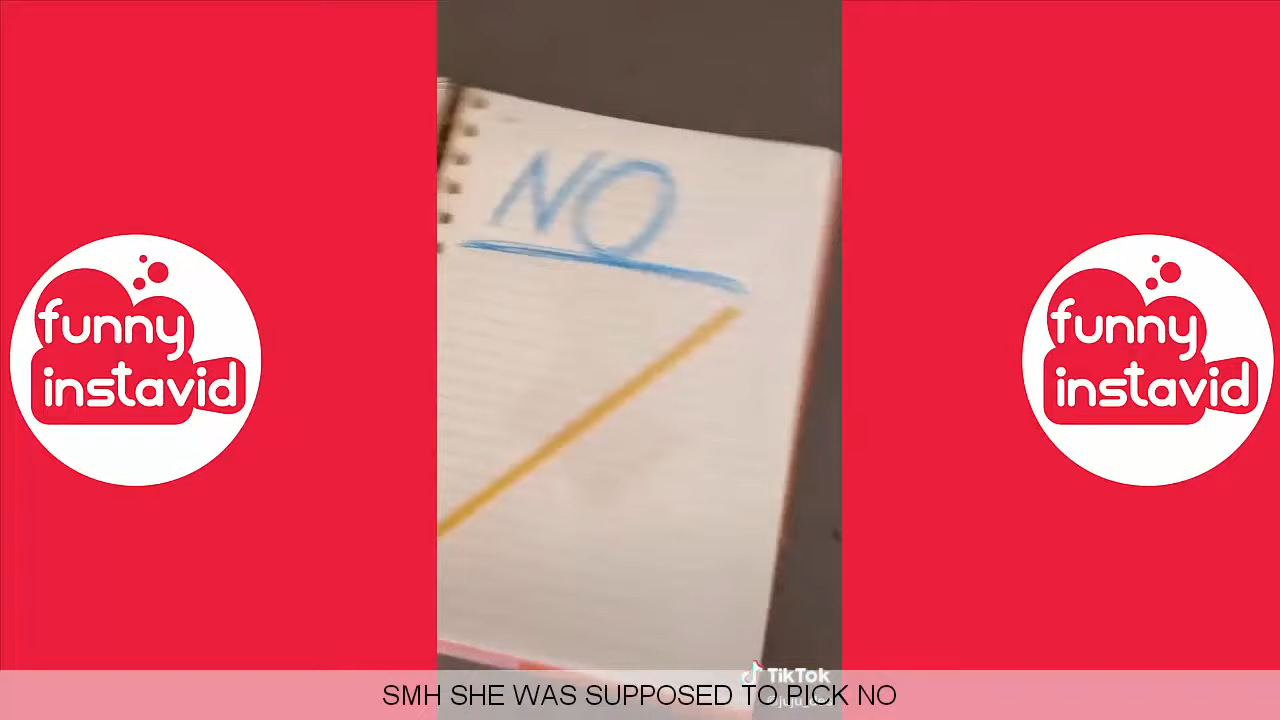 NO
funny
instavid
funny
instavid
TikTok
SMH SHE WAS SUPPOSED TO PICK NO